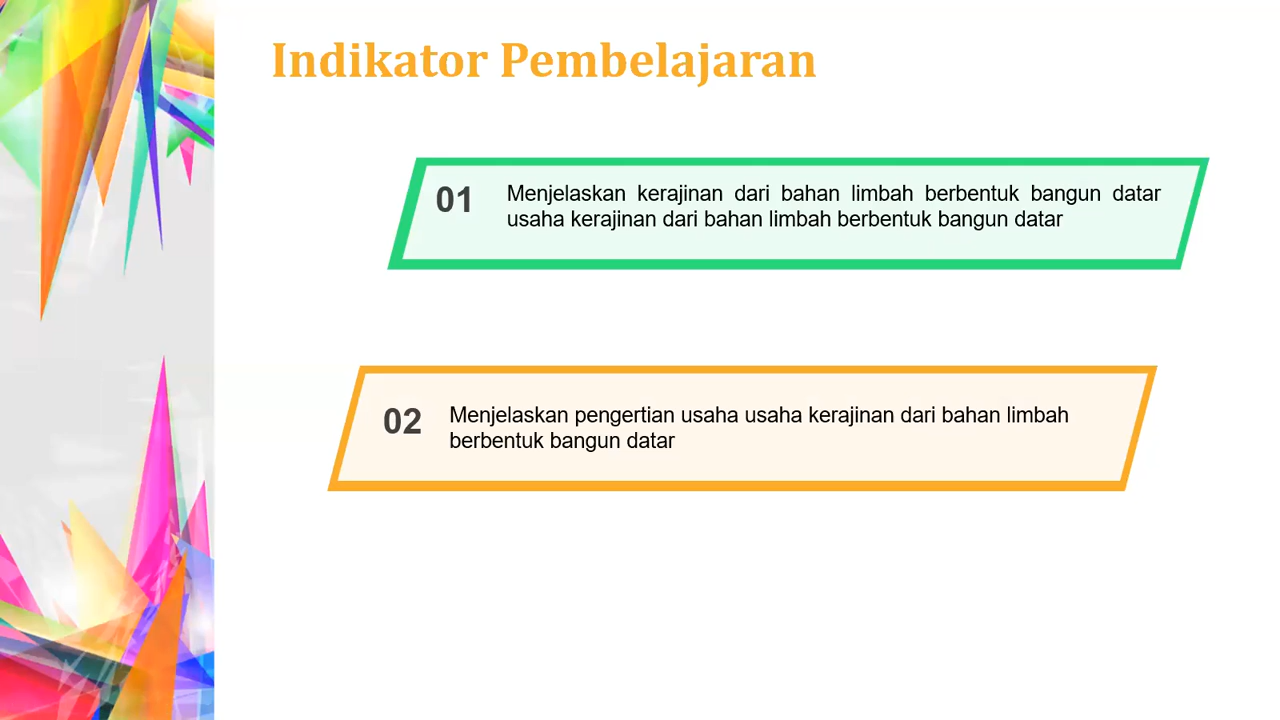 Indikator Pembelajaran
01
Menjelaskan kerajinan dari bahan limbah berbentuk bangun datar
usaha kerajinan dari bahan limbah berbentuk bangun datar
02
Menjelaskan pengertian usaha usaha kerajinan dari bahan limbah
berbentuk bangun datar